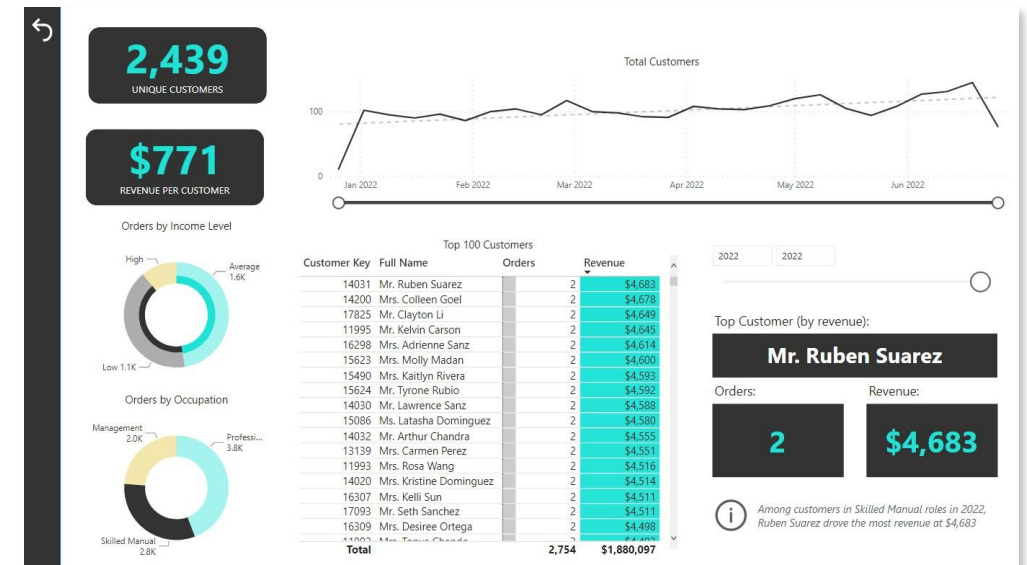 2,439
UNIQUE CUSTOMERS
$771
REVENUE PER CUSTOMER
Total Customers
100
0
Jan 2022 Feb 2022 Mar 2022 Apr 2022 May 2022 Jun 2022
Orders by Income Level
High
Average
1.6K
Low 1.1K
Orders by Occupation
Management
2.0K
Professi...
3.8K
Skilled Manual
2.8K
Top 100 Customers
Customer Key Full Name Orders Revenue
14031 Mr. Ruben Suarez 2 $4,683
14200 Mrs. Colleen Goel 2 $4,678
17825 Mr. Clayton Li 2 $4,649
11995 Mr. Kelvin Carson 2 $4,645
16298 Mrs. Adrienne Sanz 2 $4,614
15623 Mrs. Molly Madan 2 $4,600
15490 Mrs. Kaitlyn Rivera 2 $4,593
15624 Mr. Tyrone Rubio 2 $4,592
14030 Mr. Lawrence Sanz 2 $4,588
15086 Ms. Latasha Dominguez 2 $4,580
14032 Mr. Arthur Chandra 2 $4,555
13139 Mrs. Carmen Perez 2 $4,551
11993 Mrs. Rosa Wang 2 $4,516
14020 Mrs. Kristine Dominguez 2 $4,514
16307 Mrs. Kelli Sun 2 $4,511
17093 Mr. Seth Sanchez 2 $4,511
16309 Mrs. Desiree Ortega 2 $4,498
Total 2,754 $1,880,097
2022 2022
Top Customer (by revenue):
Mr. Ruben Suarez
Orders: Revenue:
2 $4,683
Among customers in Skilled Manual roles in 2022,
Ruben Suarez drove the most revenue at $4,683